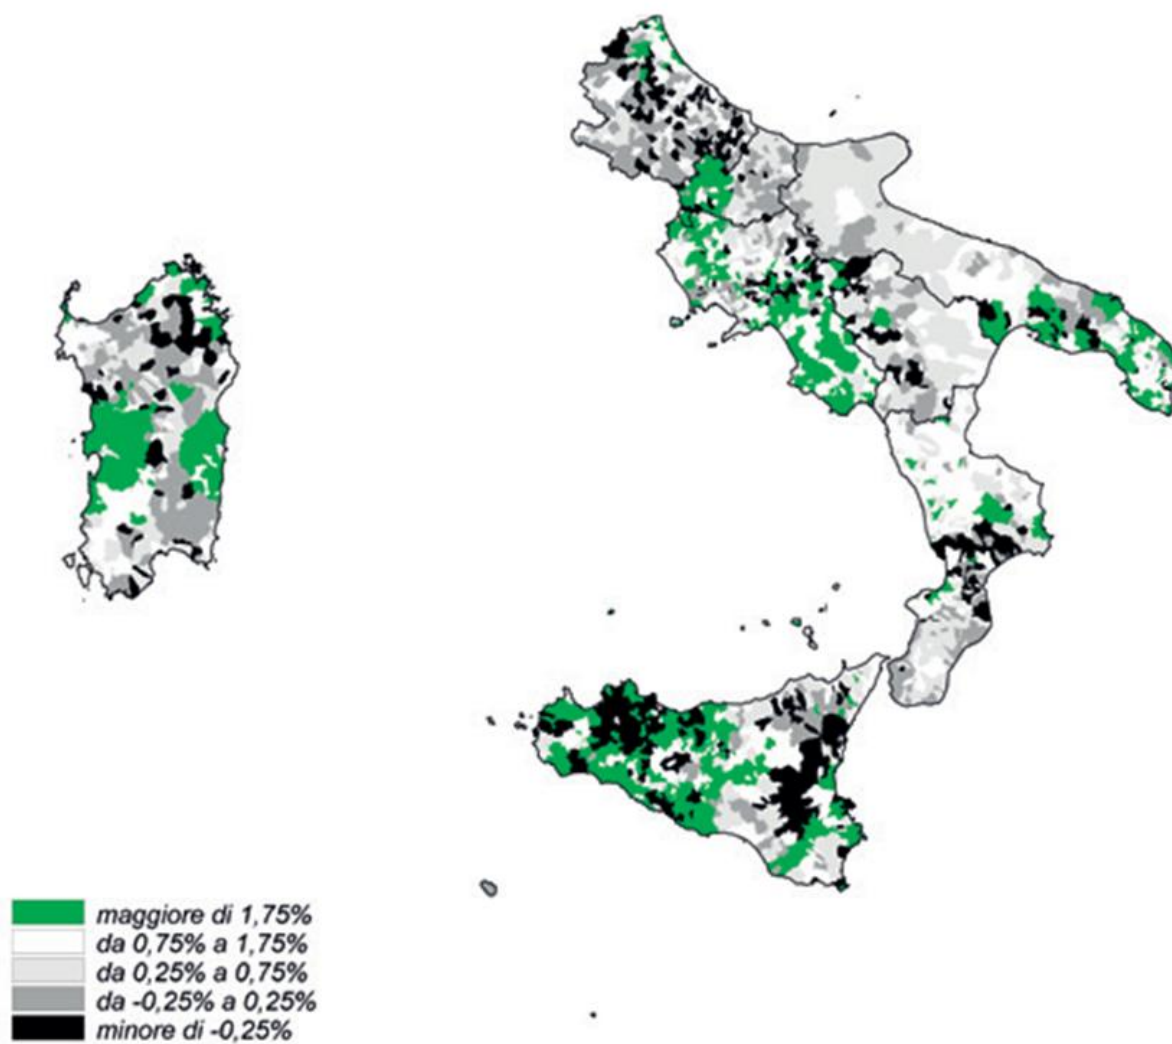 maggiore di 1,75%
da 0,75% a 1,75%
da 0,25% a 0,75%
da -0,25% a 0,25%
minore di -0,25%